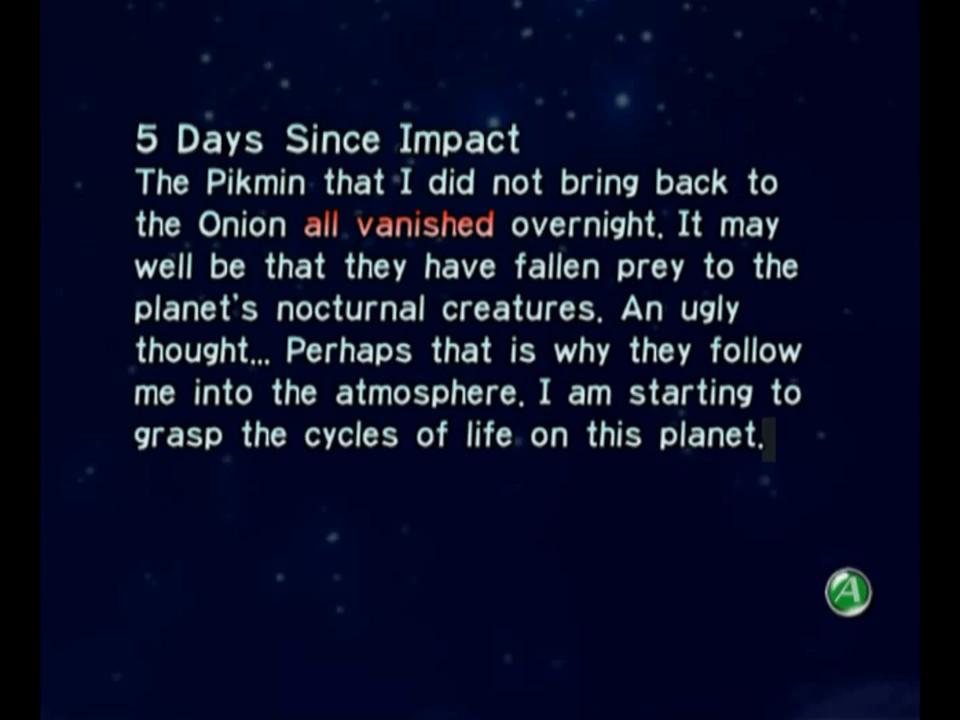 5 Days Since Impact
The Pikmin that I did not bring back to
the Onion all vanished overnight. It may
well be that they have fallen prey to the
planet's nocturnal creatures. An ugly
thought... Perhaps that is why they follow
me into the atmosphere. I am starting to
grasp the cycles of life on this planet.
A